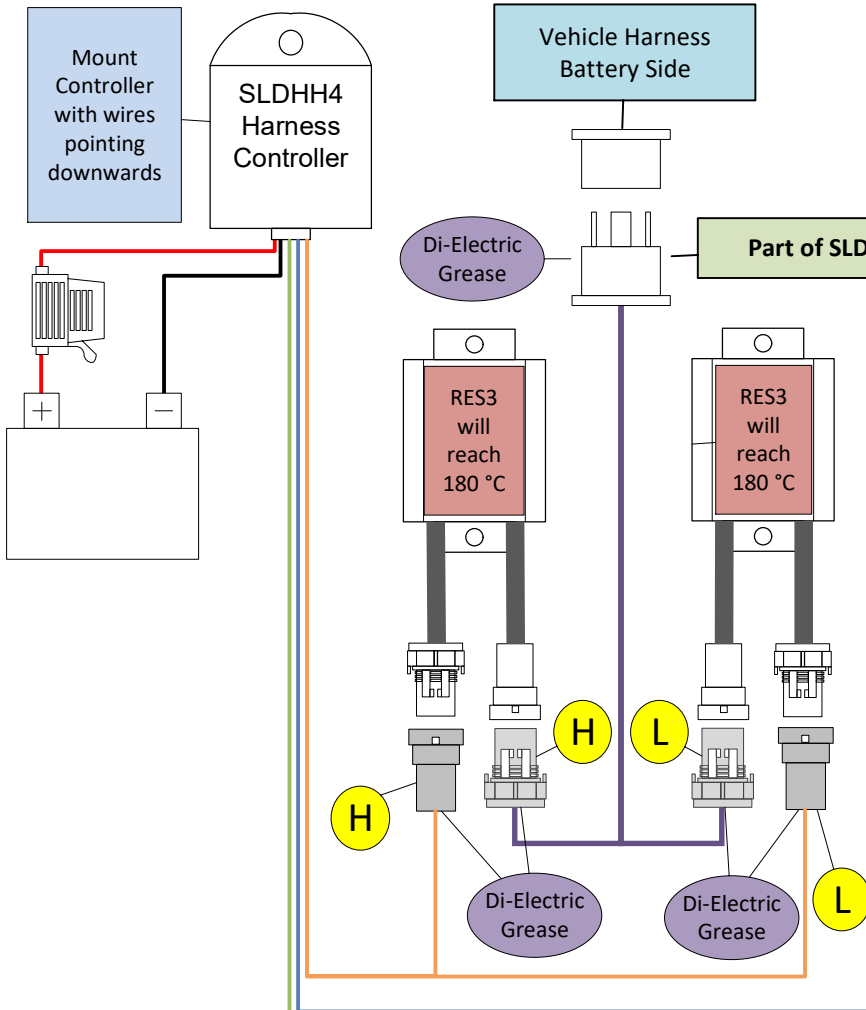 Mount
Controller
with wires
pointing
downwards
SLDHH4
Harness
Controller
Vehicle Harness
Battery Side
Di-Electric
Grease
Part of SLD
+
−
RES3
will
reach
180 °C
RES3
will
reach
180 °C
H
L
H
L
Di-Electric
Grease
Di-Electric
Grease